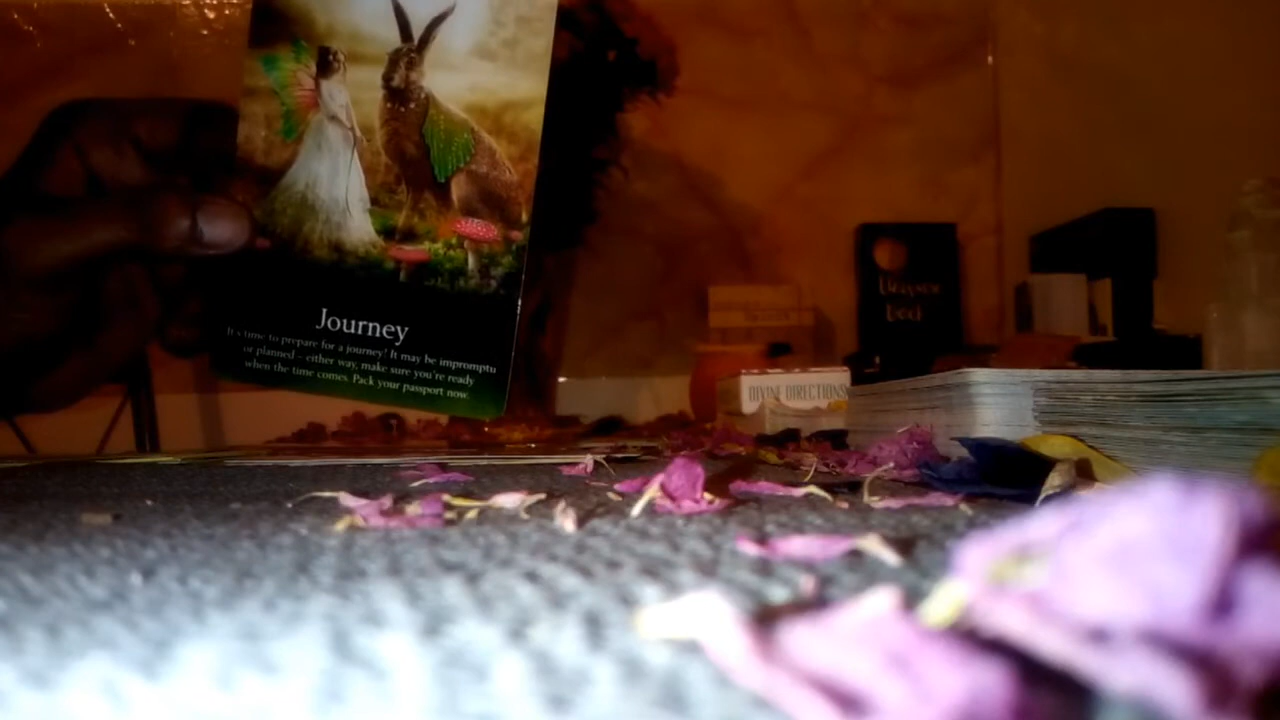 Journey
It's time to prepare for a journey! It may be impromptu
or planned – either way, make sure you're ready
when the time comes. Pack your passport now.
DIVINE DIRECTIONS
Deck